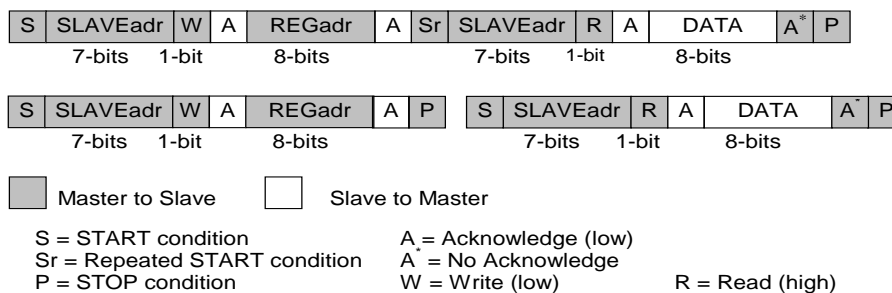 S SLAVEadr W A REGadr A Sr SLAVEadr R A DATA A* P
7-bits 1-bit 8-bits 7-bits 1-bit 8-bits
S SLAVEadr W A REGadr A P S SLAVEadr R A DATA A* P
7-bits 1-bit 8-bits 7-bits 1-bit 8-bits
Master to Slave Slave to Master
S = START condition A = Acknowledge (low)
Sr = Repeated START condition A* = No Acknowledge
P = STOP condition W = Write (low) R = Read (high)